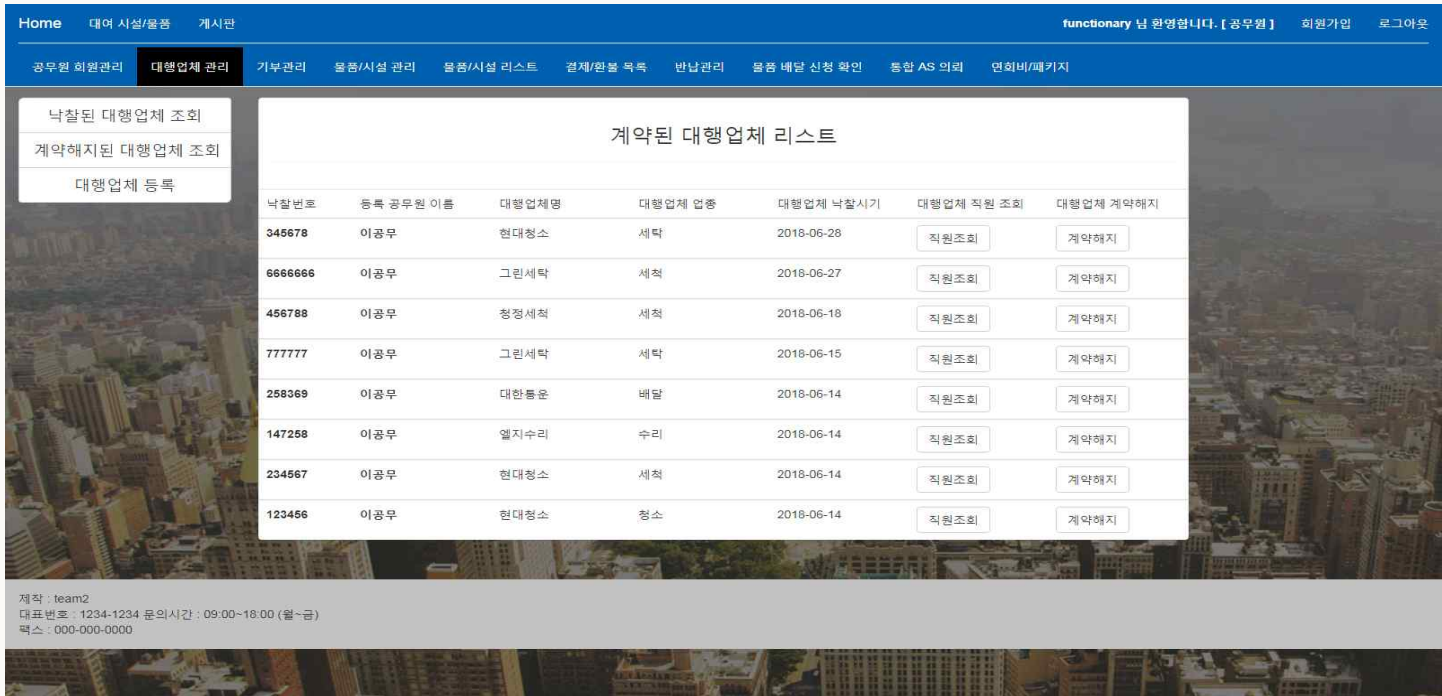 Home 대여 시설/물품 게시판 functionary 님 환영합니다. [ 공무원 ] 회원가입 로그아웃
공무원 회원관리 대행업체 관리 기부관리 물품/시설 관리 물품/시설 리스트 결제/환불 목록 반납관리 물품 배달 신청 확인 통합 AS 의뢰 연회비/패키지
낙찰된 대행업체 조회
계약해지된 대행업체 조회
대행업체 등록
계약된 대행업체 리스트
낙찰번호 등록 공무원 이름 대행업체명 대행업체 업종 대행업체 낙찰시기 대행업체 직원 조회 대행업체 계약해지
345678 이공무 현대청소 세탁 2018-06-28 직원조회 계약해지
6666666 이공무 그린세탁 세척 2018-06-27 직원조회 계약해지
456788 이공무 청정세척 세척 2018-06-18 직원조회 계약해지
777777 이공무 그린세탁 세탁 2018-06-15 직원조회 계약해지
258369 이공무 대한통운 배달 2018-06-14 직원조회 계약해지
147258 이공무 엘지수리 수리 2018-06-14 직원조회 계약해지
234567 이공무 현대청소 세척 2018-06-14 직원조회 계약해지
123456 이공무 현대청소 청소 2018-06-14 직원조회 계약해지
제작 : team2
대표번호 : 1234-1234 문의시간 : 09:00~18:00 (월~금)
팩스 : 000-000-0000